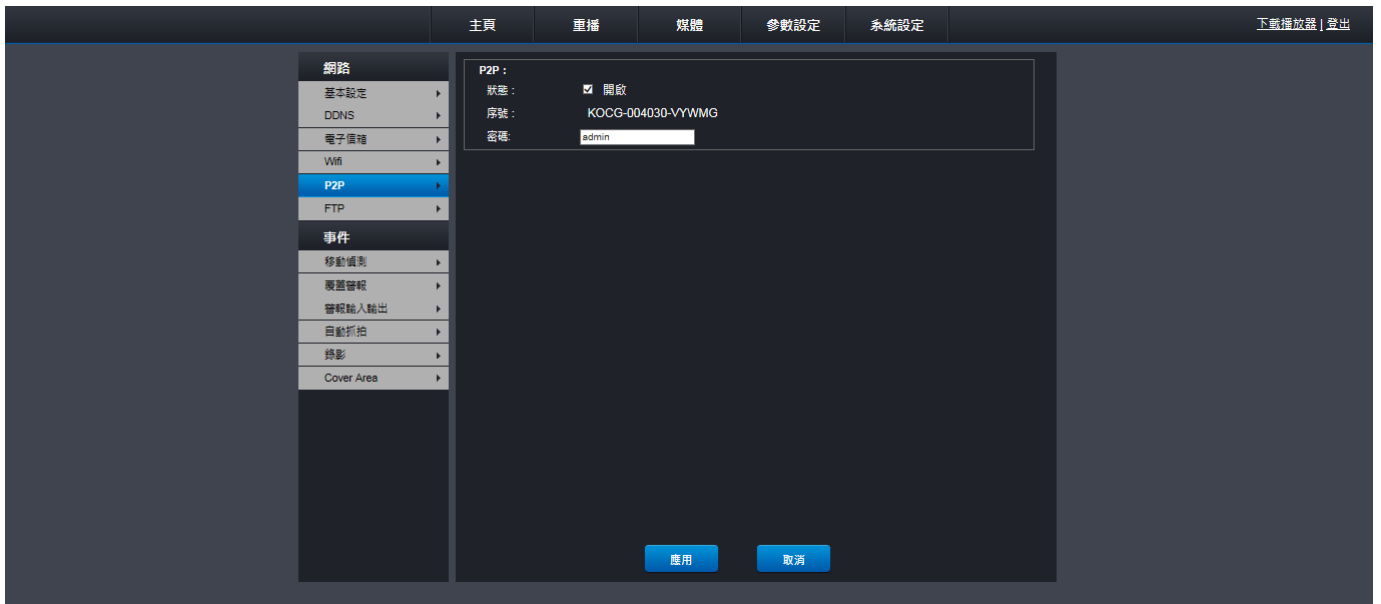 主頁 重播 媒體 參數設定 系統設定 下載播放器 | 登出
網路
基本設定
DDNS
電子信箱
Wifi
P2P
FTP
事件
移動偵測
覆蓋警報
警報輸入輸出
自動抓拍
錄影
Cover Area
P2P :
狀態 : 開啟
序號 : KOCG-004030-VYWMG
密碼: admin
應用 取消